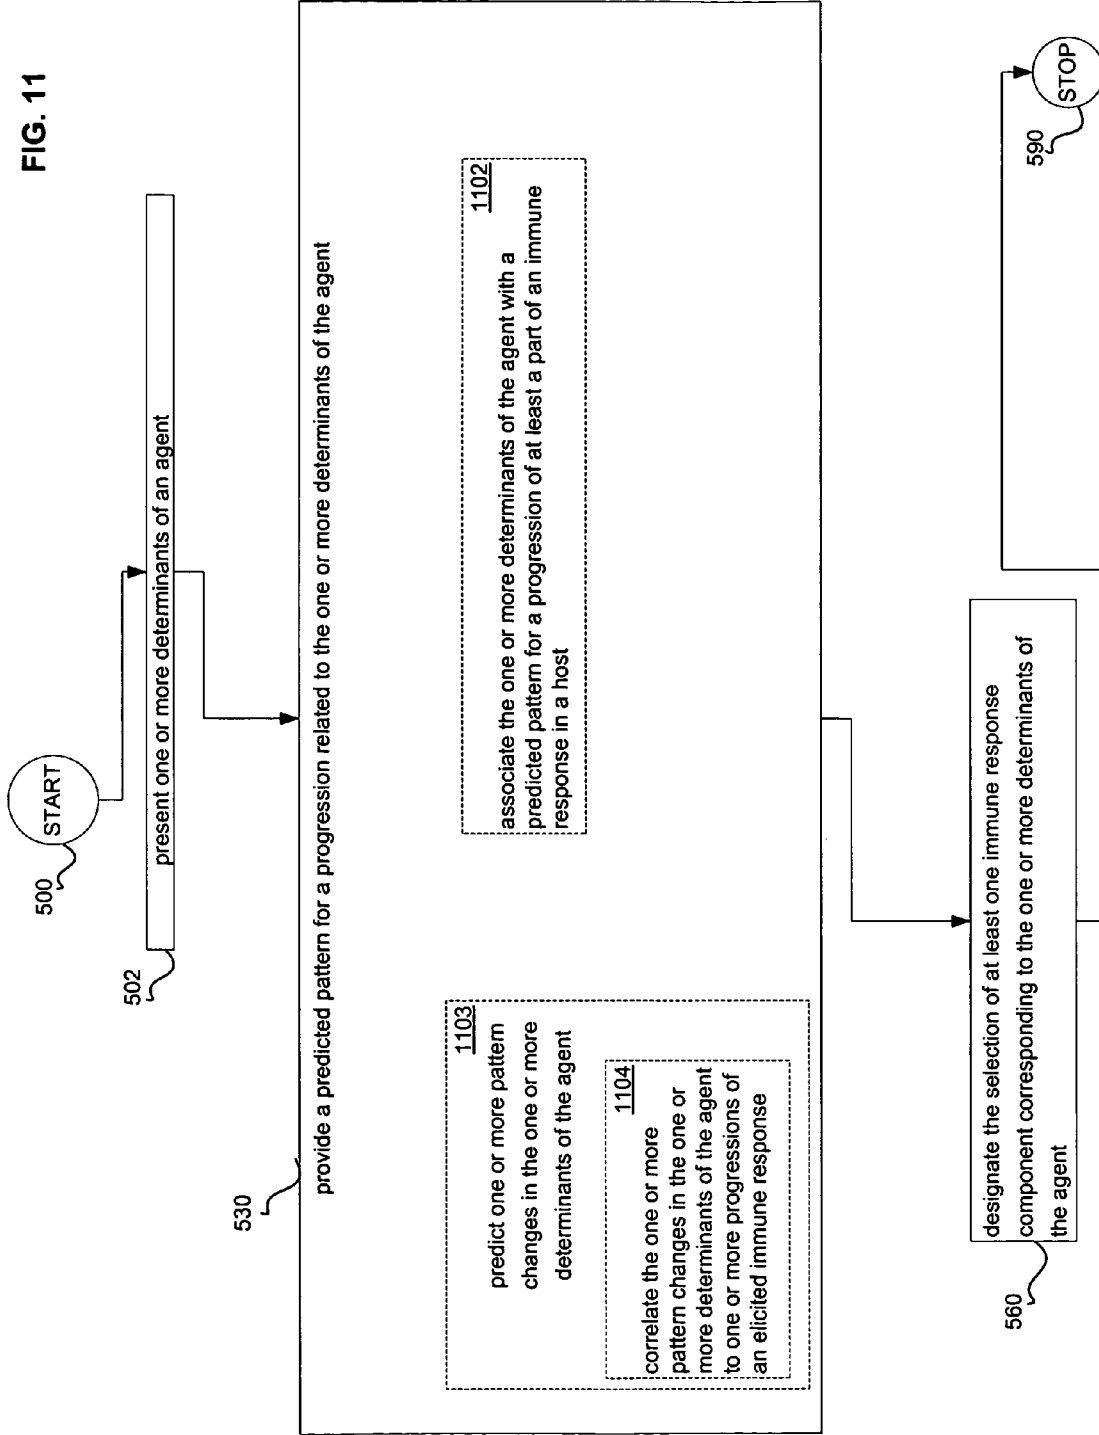 FIG. 11
START
500
present one or more determinants of an agent
502
provide a predicted pattern for a progression related to the one or more determinants of the agent
530
1103
predict one or more pattern
changes in the one or more
determinants of the agent
1104
correlate the one or more
pattern changes in the one or
more determinants of the agent
to one or more progressions of
an elicited immune response
1102
associate the one or more determinants of the agent with a
predicted pattern for a progression of at least a part of an immune
response in a host
designate the selection of at least one immune response
component corresponding to the one or more determinants of
the agent
560
STOP
590